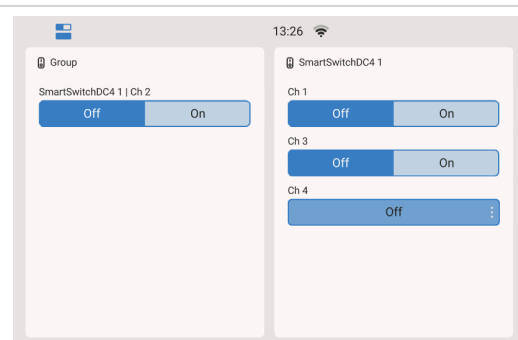 13:26
Group
SmartSwitchDC4 1 | Ch 2
Off On
SmartSwitchDC4 1
Ch 1
Off On
Ch 3
Off On
Ch 4
Off